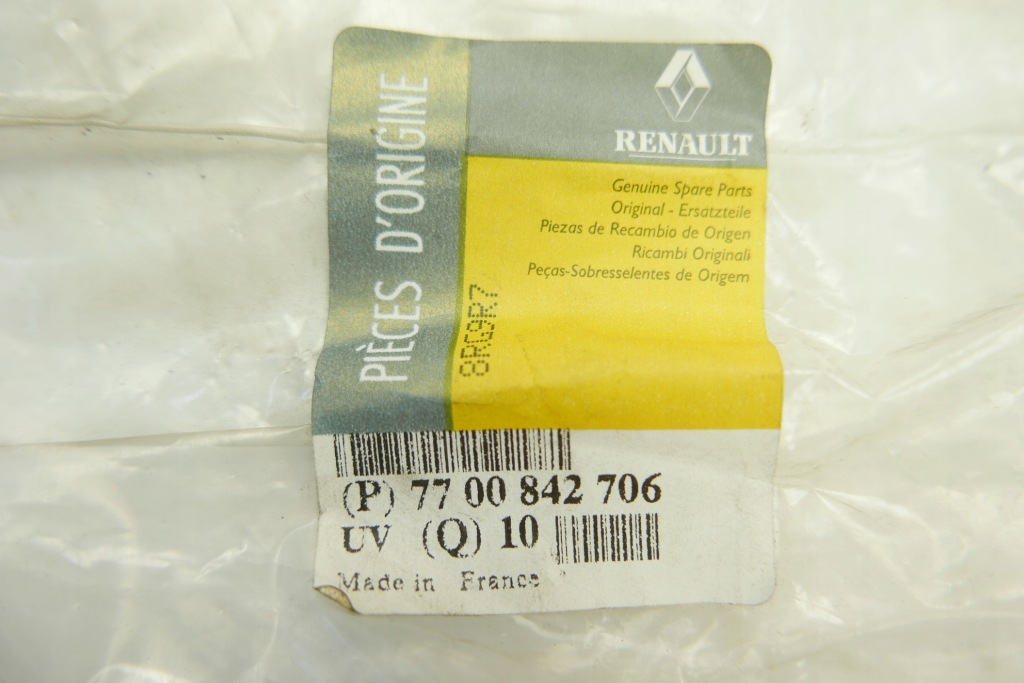 PIÈCES D'ORIGINE
RENAULT
Genuine Spare Parts
Original - Ersatzteile
Piezas de Recambio de Origen
Ricambi Originali
Peças-Sobresselentes de Origem
8RG9R7
(P) 77 00 842 706
UV (Q) 10
Made in France